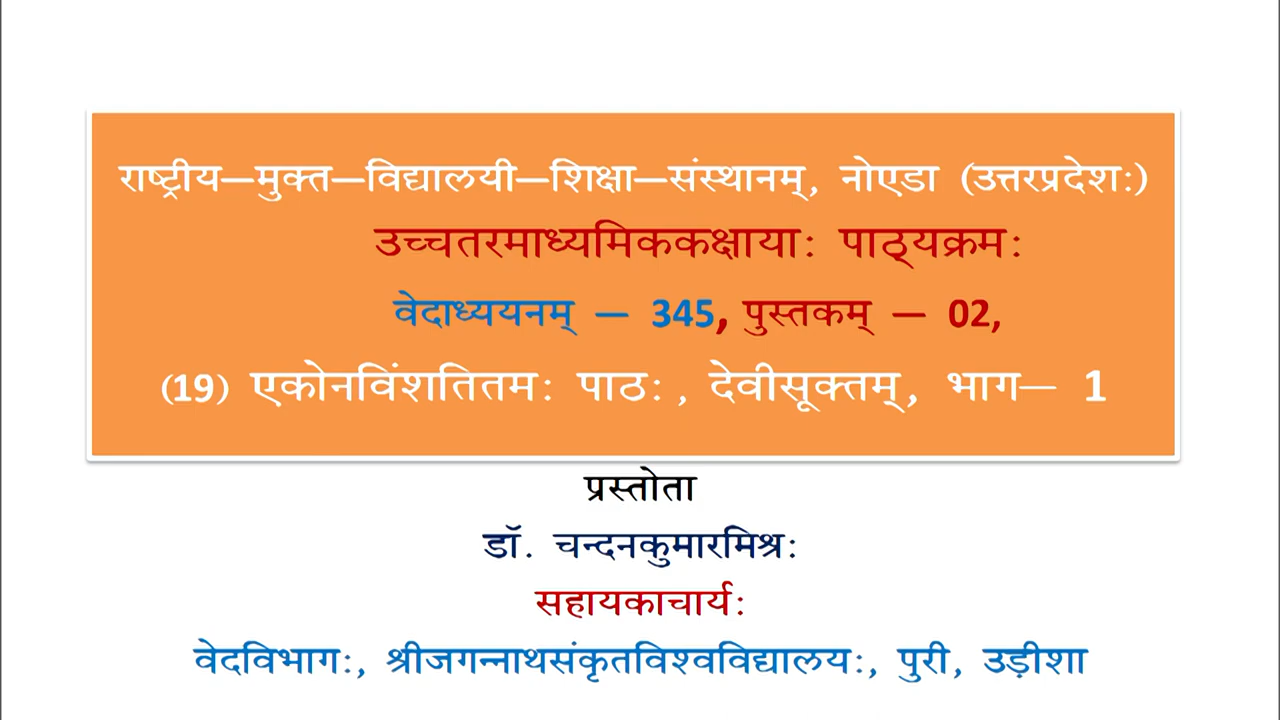 राष्ट्रीय—मुक्त—विद्यालयी—शिक्षा—संस्थानम्, नोएडा (उत्तरप्रदेशः)
उच्चतरमाध्यमिककक्षायाः पाठ्यक्रमः
वेदाध्ययनम् — 345, पुस्तकम् — 02,
(19) एकोनविंशतितमः पाठः, देवीसूक्तम्, भाग— 1
प्रस्तोता
डॉ. चन्दनकुमारमिश्रः
सहायकाचार्यः
वेदविभागः, श्रीजगन्नाथसंकृतविश्वविद्यालयः, पुरी, उड़ीशा